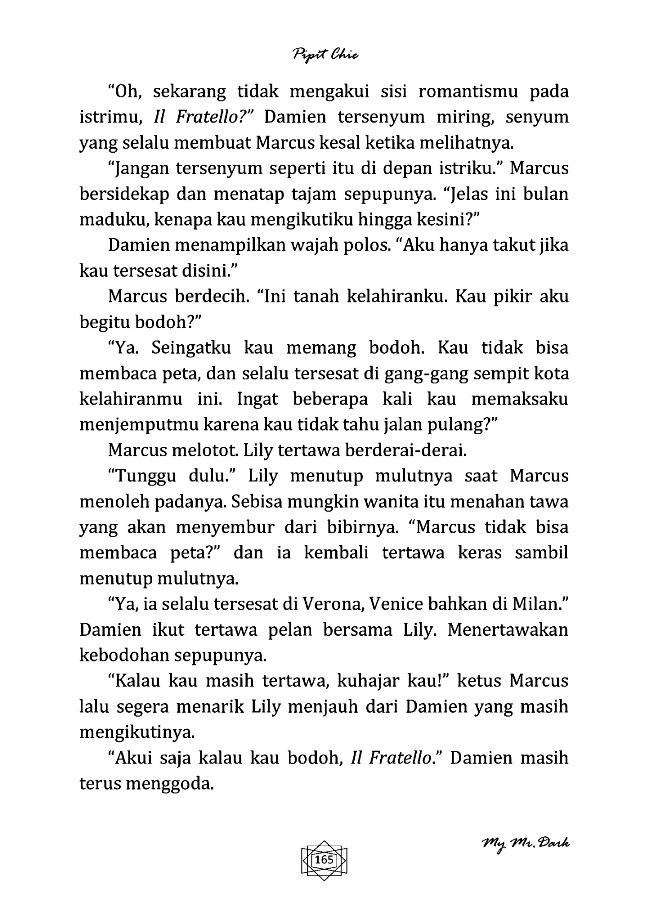 Pipit Chie
“Oh, sekarang tidak mengakui sisi romantismu pada
istrimu, Il Fratello?” Damien tersenyum miring, senyum
yang selalu membuat Marcus kesal ketika melihatnya.
“Jangan tersenyum seperti itu di depan istriku.” Marcus
bersidekap dan menatap tajam sepupunya. “Jelas ini bulan
maduku, kenapa kau mengikutiku hingga kesini?”
Damien menampilkan wajah polos. “Aku hanya takut jika
kau tersesat disini.”
Marcus berdecih. “Ini tanah kelahiranku. Kau pikir aku
begitu bodoh?”
“Ya. Seingatku kau memang bodoh. Kau tidak bisa
membaca peta, dan selalu tersesat di gang-gang sempit kota
kelahiranmu ini. Ingat beberapa kali kau memaksaku
menjemputmu karena kau tidak tahu jalan pulang?”
Marcus melotot. Lily tertawa berderai-derai.
“Tunggu dulu.” Lily menutup mulutnya saat Marcus
menoleh padanya. Sebisa mungkin wanita itu menahan tawa
yang akan menyembur dari bibirnya. “Marcus tidak bisa
membaca peta?” dan ia kembali tertawa keras sambil
menutup mulutnya.
“Ya, ia selalu tersesat di Verona, Venice bahkan di Milan.”
Damien ikut tertawa pelan bersama Lily. Menertawakan
kebodohan sepupunya.
“Kalau kau masih tertawa, kuhajar kau!” ketus Marcus
lalu segera menarik Lily menjauh dari Damien yang masih
mengikutinya.
“Akui saja kalau kau bodoh, Il Fratello.” Damien masih
terus menggoda.
My Mr. Dark
165